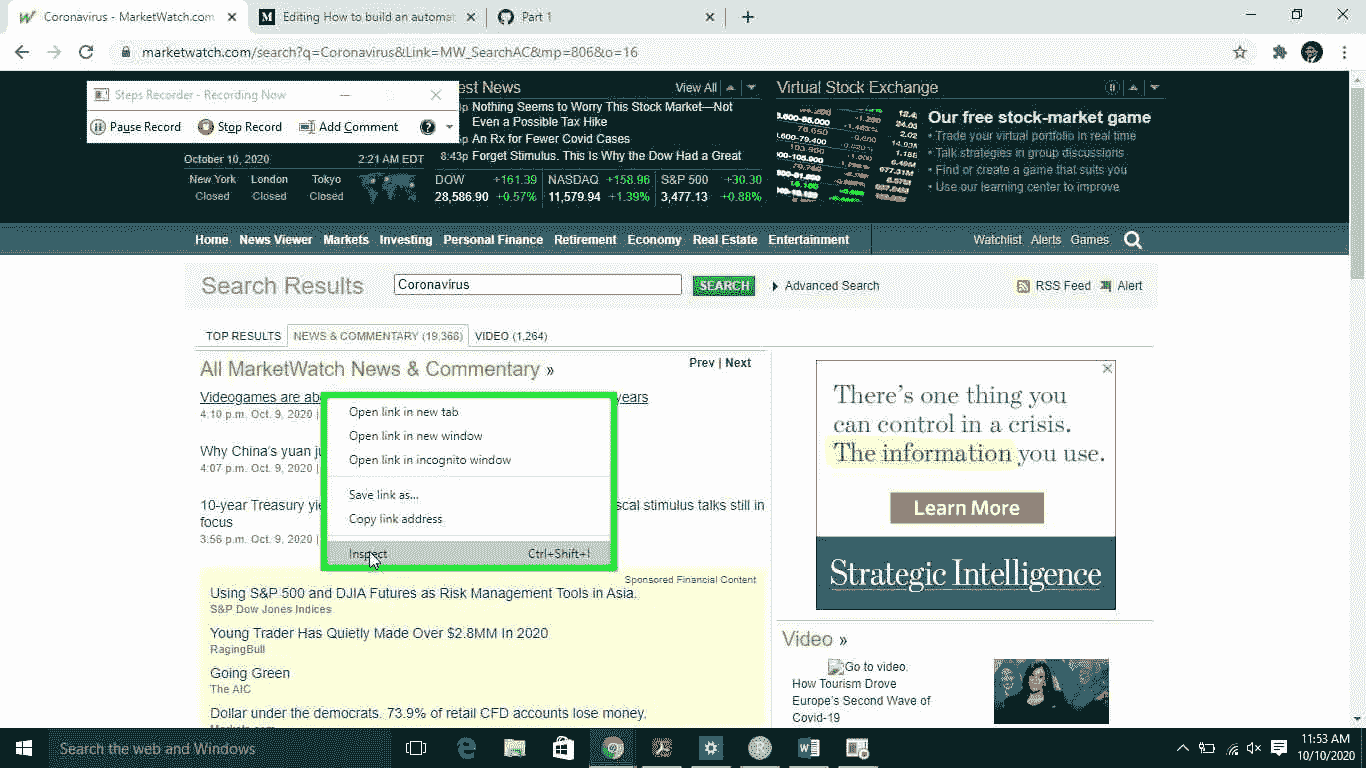 Coronavirus - MarketWatch.com
Editing How to build an automat
Part 1
marketwatch.com/search?q=Coronavirus&Link=MW_SearchAC&mp=806&o=16
Steps Recorder - Recording Now
Pause Record
Stop Record
Add Comment
est News
View All
Nothing Seems to Worry This Stock Market—Not
Even a Possible Tax Hike
An Rx for Fewer Covid Cases
8:43p Forget Stimulus. This Is Why the Dow Had a Great
Virtual Stock Exchange
Our free stock-market game
• Trade your virtual portfolio in real time
• Talk strategies in group discussions
• Find or create a game that suits you
• Use our learning center to improve
October 10, 2020
2:21 AM EDT
New York
London
Tokyo
Closed
Closed
Closed
DOW +161.39
28,586.90 +0.57%
NASDAQ +158.96
11,579.94 +1.39%
S&P 500 +30.30
3,477.13 +0.88%
Home News Viewer Markets Investing Personal Finance Retirement Economy Real Estate Entertainment
Watchlist Alerts Games
Search Results
Coronavirus
SEARCH
Advanced Search
RSS Feed
Alert
TOP RESULTS
NEWS & COMMENTARY (19,368)
VIDEO (1,264)
All MarketWatch News & Commentary »
Prev | Next
Videogames are abo
years
4:10 p.m. Oct. 9, 2020 |
Why China's yuan ju
4:07 p.m. Oct. 9, 2020 |
10-year Treasury yie
scal stimulus talks still in
focus
3:56 p.m. Oct. 9, 2020 |
Open link in new tab
Open link in new window
Open link in incognito window
Save link as...
Copy link address
Inspect
Ctrl+Shift+I
Sponsored Financial Content
Using S&P 500 and DJIA Futures as Risk Management Tools in Asia.
S&P Dow Jones Indices
Young Trader Has Quietly Made Over $2.8MM In 2020
RagingBull
Going Green
The AIC
Dollar under the democrats. 73.9% of retail CFD accounts lose money.
There's one thing you
can control in a crisis.
The information you use.
Learn More
Strategic Intelligence
Video »
Go to video.
How Tourism Drove
Europe's Second Wave of
Covid-19
Search the web and Windows
11:53 AM
10/10/2020